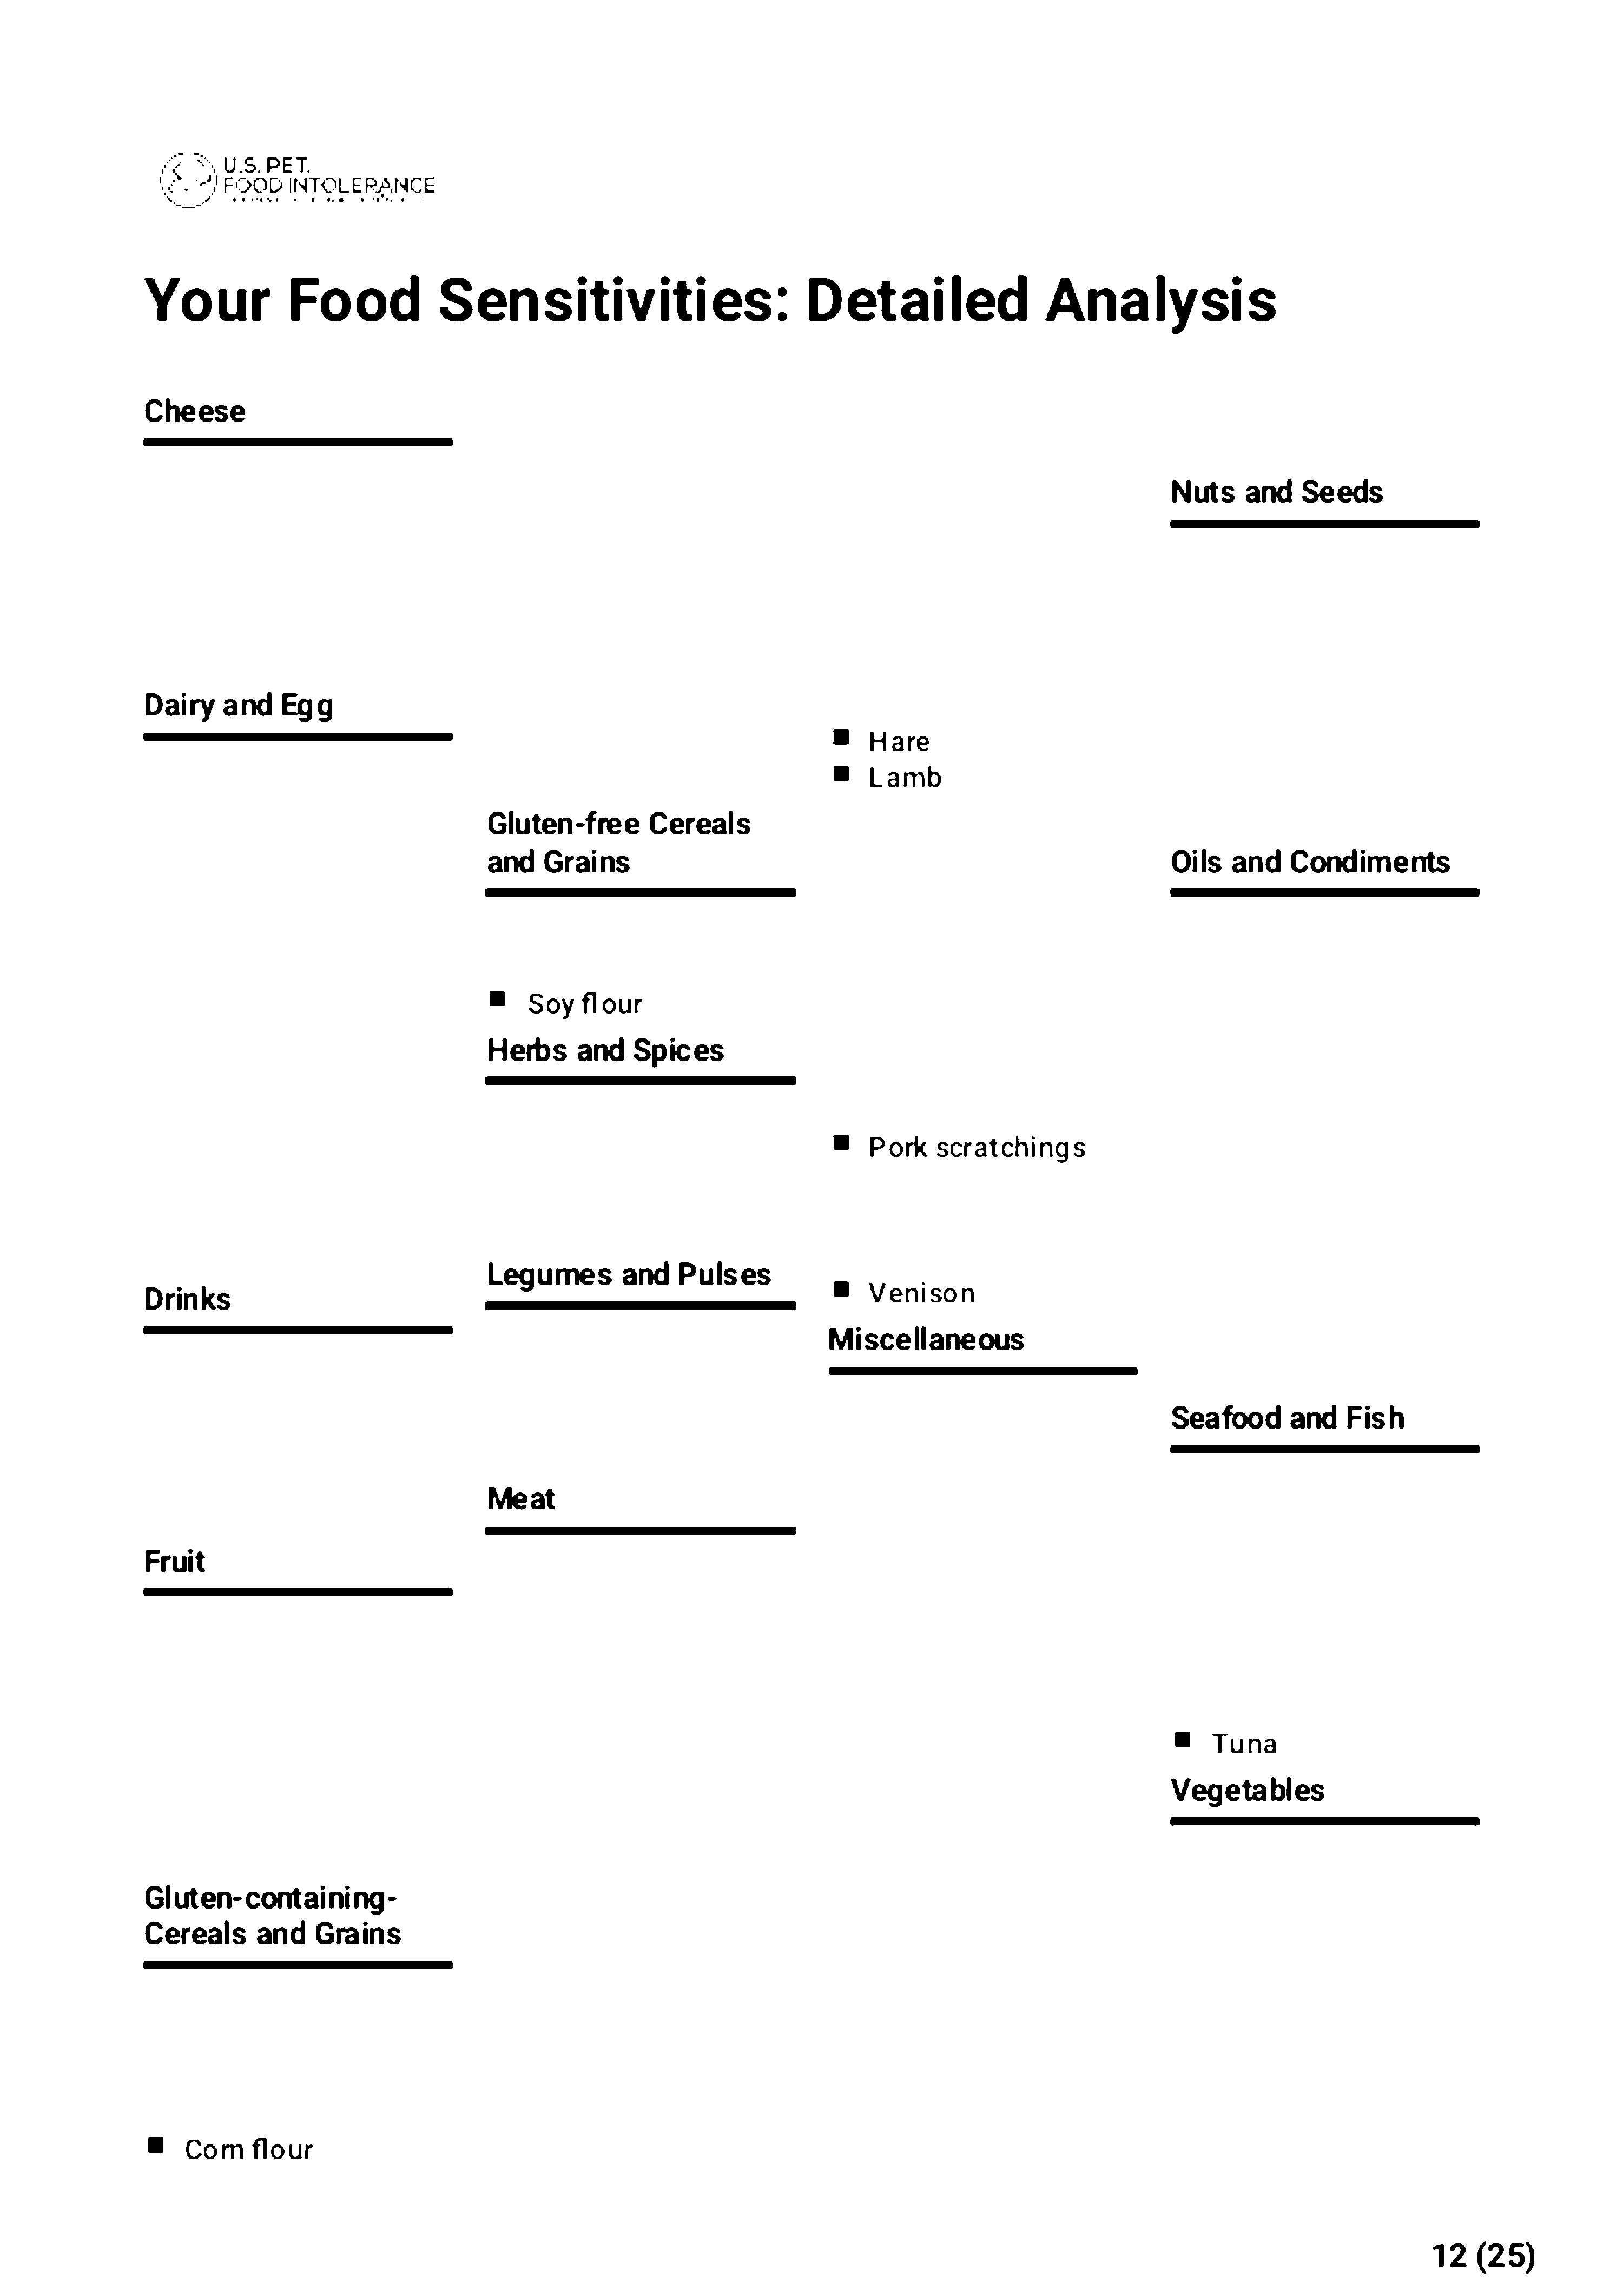 U.S. PET.
FOOD INTOLERANCE
Your Food Sensitivities: Detailed Analysis
Cheese
Dairy and Egg
Drinks
Fruit
Gluten-containing-
Cereals and Grains
Corn flour
Gluten-free Cereals
and Grains
Soy flour
Herbs and Spices
Legumes and Pulses
Meat
Hare
Lamb
Pork scratchings
Venison
Miscellaneous
Nuts and Seeds
Oils and Condiments
Seafood and Fish
Tuna
Vegetables
12 (25)